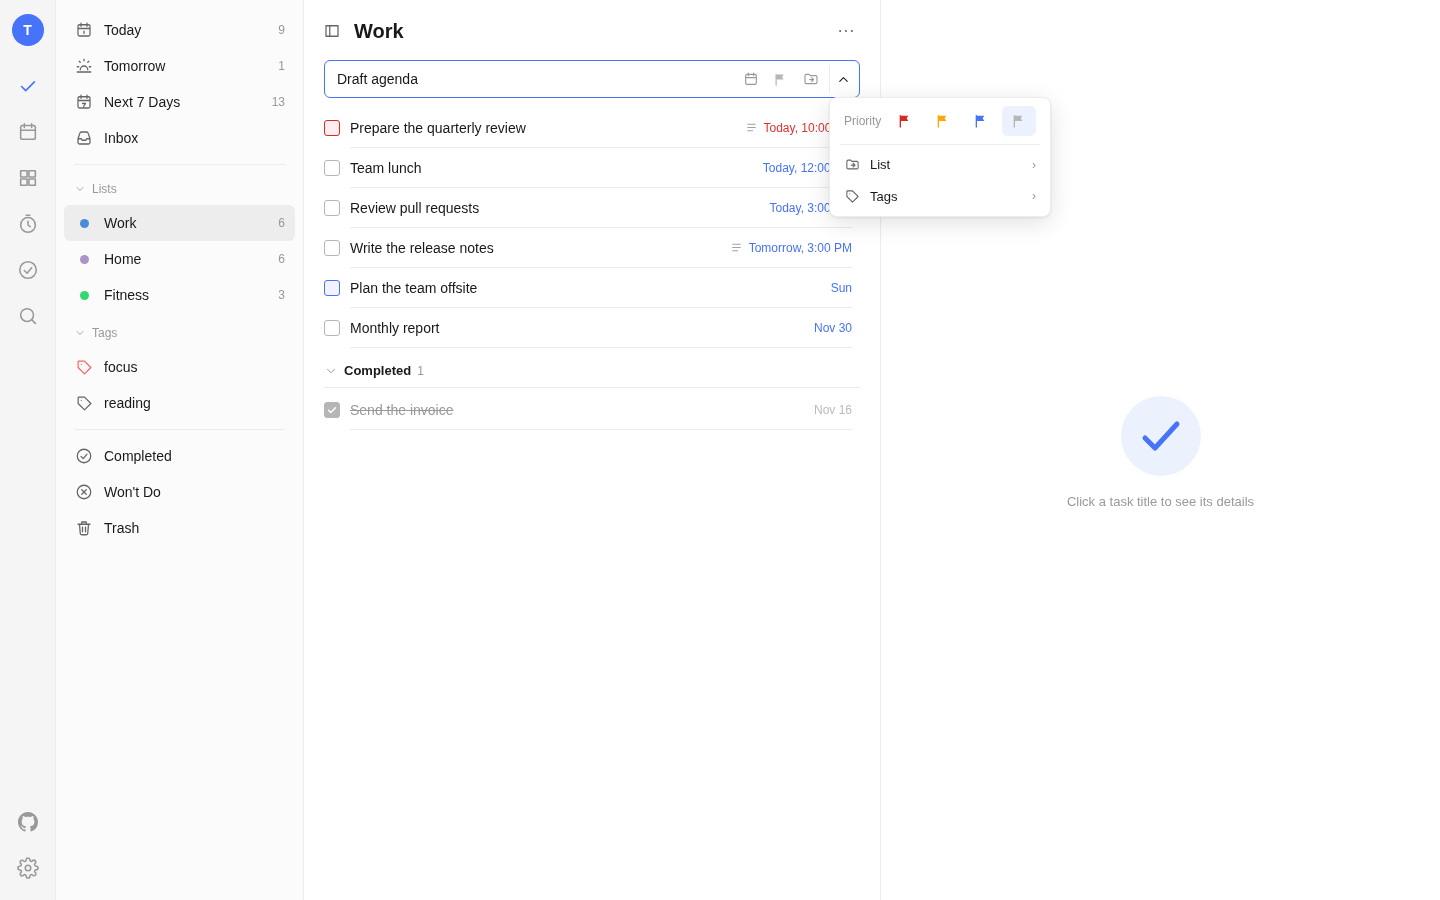 T
Today 9
Tomorrow 1
Next 7 Days 13
Inbox
Lists
Work 6
Home 6
Fitness 3
Tags
focus
reading
Completed
Won't Do
Trash
Work
Draft agenda
Prepare the quarterly review Today, 10:00
Team lunch Today, 12:00
Review pull requests Today, 3:00
Write the release notes Tomorrow, 3:00 PM
Plan the team offsite Sun
Monthly report Nov 30
Completed 1
Send the invoice Nov 16
Priority
List
Tags
Click a task title to see its details